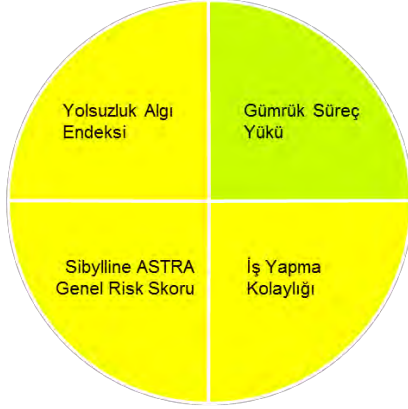 Yolsuzluk Algı
Endeksi
Gümrük Süreç
Yükü
Sibylline ASTRA
Genel Risk Skoru
İş Yapma
Kolaylığı